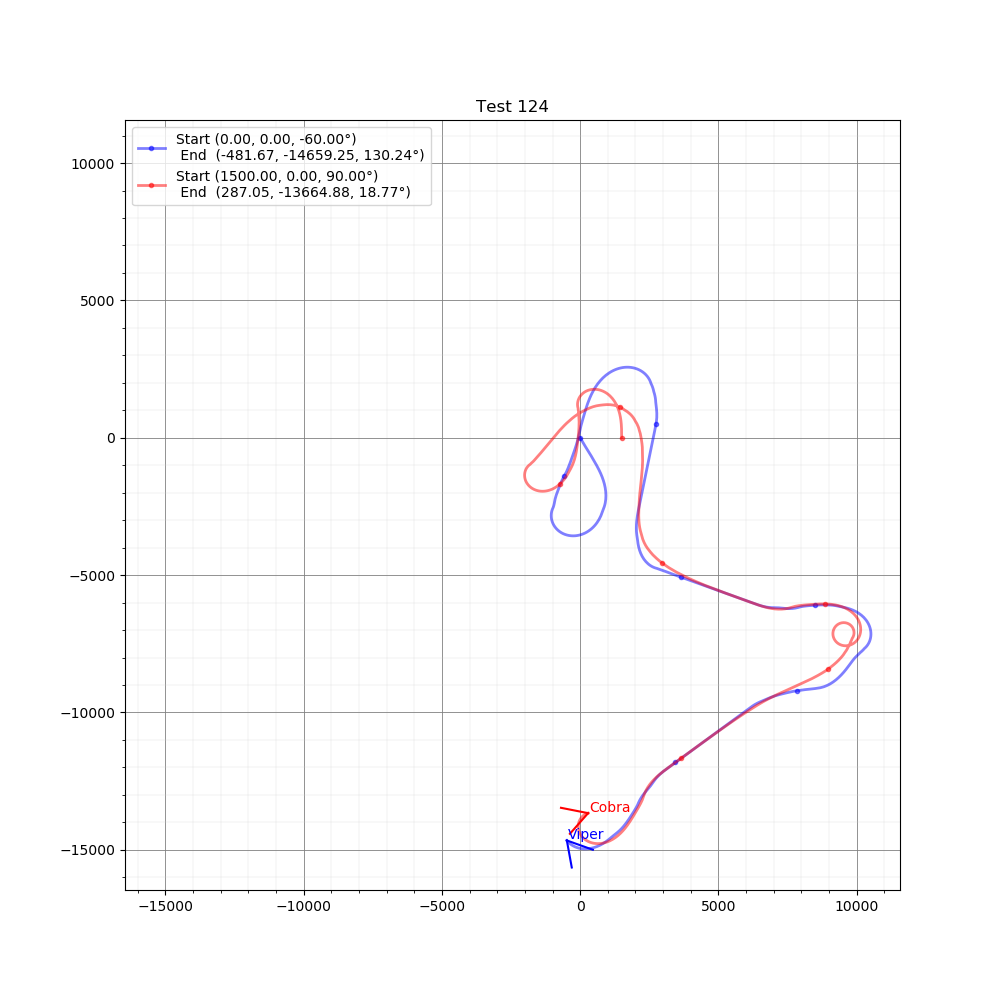 Test 124
Start (0.00, 0.00, -60.00°)
End  (-481.67, -14659.25, 130.24°)
Start (1500.00, 0.00, 90.00°)
End  (287.05, -13664.88, 18.77°)
10000
5000
0
−5000
−10000
−15000
Cobra
Viper
−15000
−10000
−5000
0
5000
10000